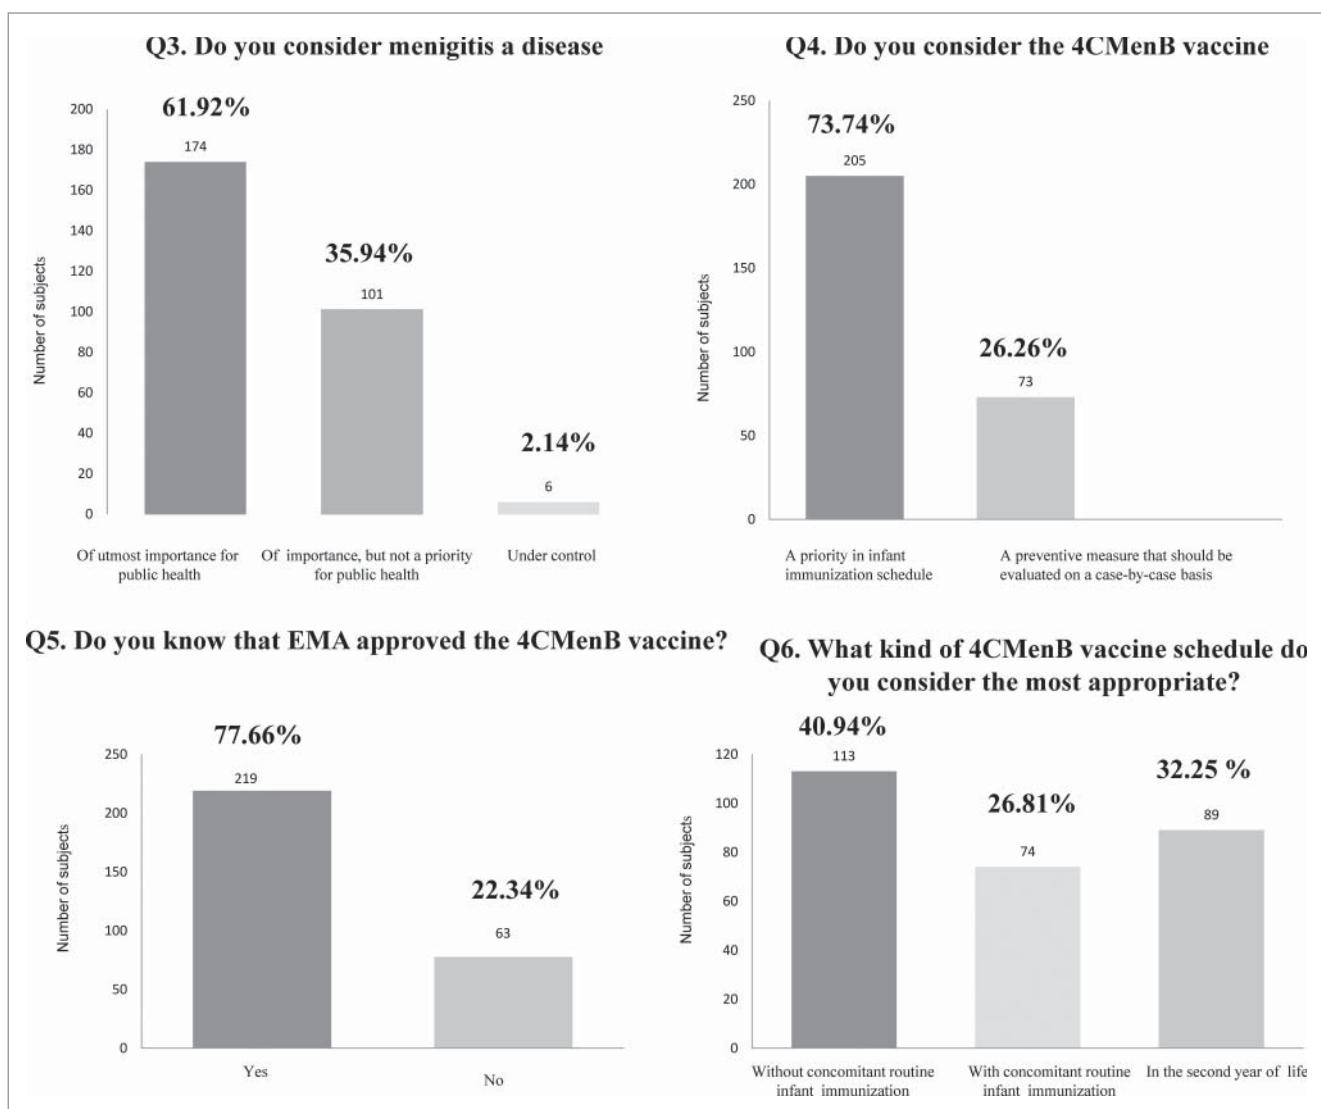 Q3. Do you consider menigitis a disease
61.92%
200
180
160
140
120
100
80
60
40
20
0
Number of subjects
174
35.94%
101
2.14%
6
Of utmost importance for
public health
Of importance, but not a priority
for public health
Under control
Q4. Do you consider the 4CMenB vaccine
250
200
150
100
50
0
Number of subjects
73.74%
205
26.26%
73
A priority in infant
immunization schedule
A preventive measure that should be
evaluated on a case-by-case basis
Q5. Do you know that EMA approved the 4CMenB vaccine?
250
200
150
100
50
0
Number of subjects
77.66%
219
22.34%
63
Yes
No
Q6. What kind of 4CMenB vaccine schedule do
you consider the most appropriate?
120
100
80
60
40
20
0
Number of subjects
40.94%
113
26.81%
74
32.25 %
89
Without concomitant routine
infant immunization
With concomitant routine
infant immunization
In the second year of life